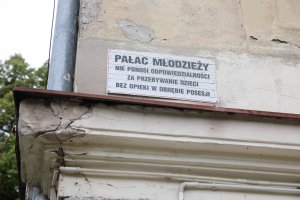 PAŁAC MŁODZIEŻY
NIE PONOSI ODPOWIEDZIALNOŚCI
ZA PRZEBYWANIE DZIECI
BEZ OPIEKI W OBRĘBIE POSESJI